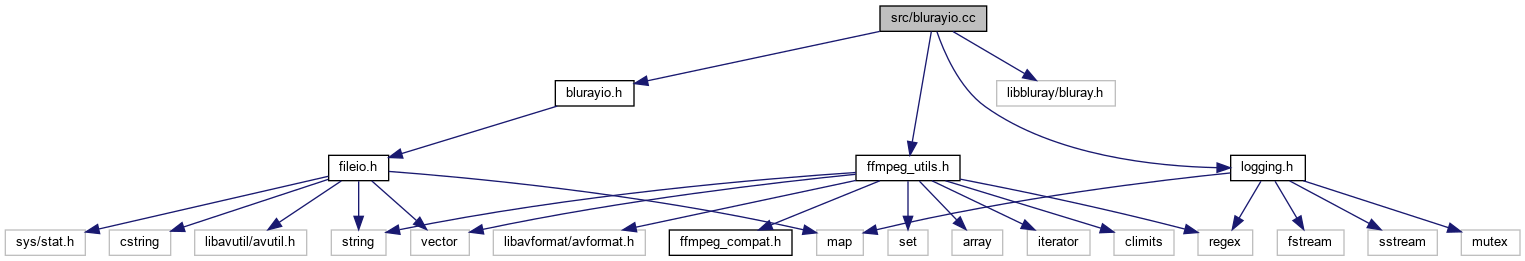 src/blurayio.cc
blurayio.h
libbluray/bluray.h
fileio.h
ffmpeg_utils.h
logging.h
sys/stat.h
cstring
libavutil/avutil.h
string
vector
libavformat/avformat.h
ffmpeg_compat.h
map
set
array
iterator
climits
regex
fstream
sstream
mutex